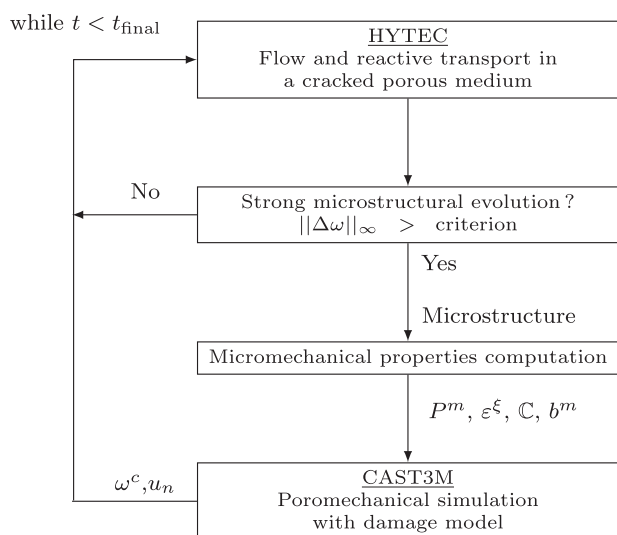 while t < t_final
HYTEC
Flow and reactive transport in
a cracked porous medium
No
Strong microstructural evolution ?
||Δω||_∞ > criterion
Yes
Microstructure
Micromechanical properties computation
P^m, ε^ξ, ℂ, b^m
ω^c,u_n
CAST3M
Poromechanical simulation
with damage model